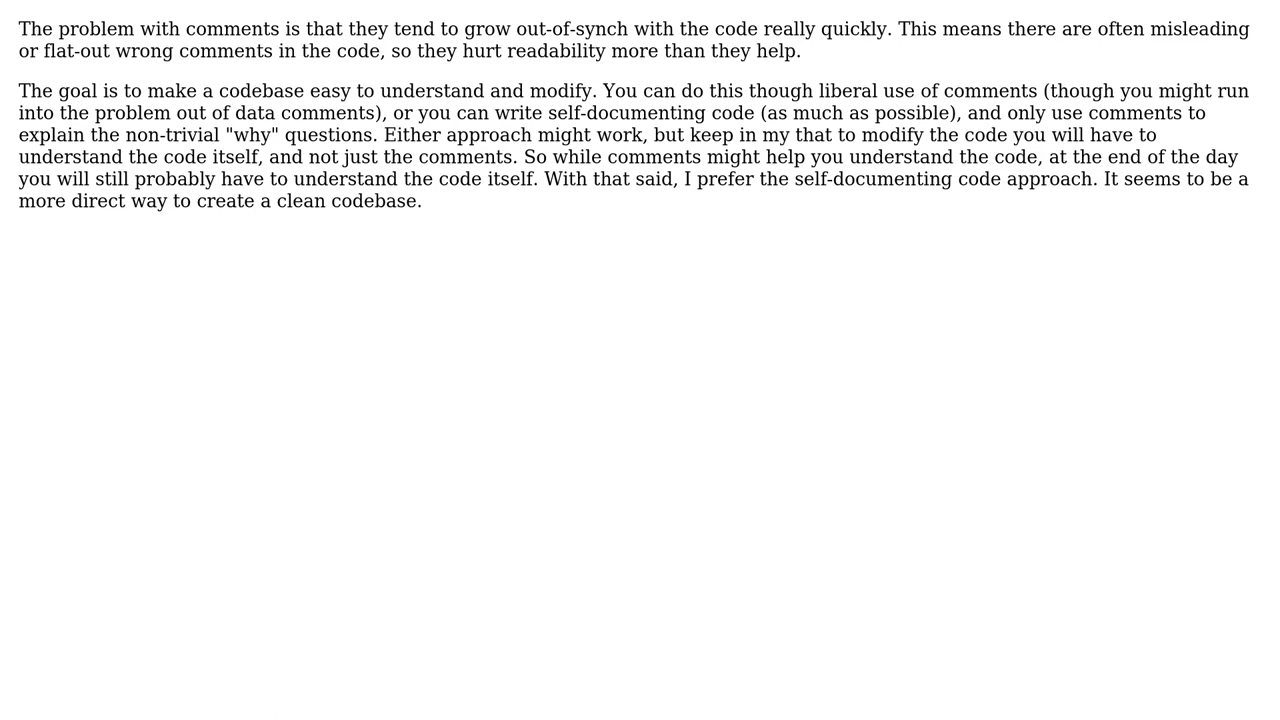 The problem with comments is that they tend to grow out-of-synch with the code really quickly. This means there are often misleading
or flat-out wrong comments in the code, so they hurt readability more than they help.
The goal is to make a codebase easy to understand and modify. You can do this though liberal use of comments (though you might run
into the problem out of data comments), or you can write self-documenting code (as much as possible), and only use comments to
explain the non-trivial "why" questions. Either approach might work, but keep in my that to modify the code you will have to
understand the code itself, and not just the comments. So while comments might help you understand the code, at the end of the day
you will still probably have to understand the code itself. With that said, I prefer the self-documenting code approach. It seems to be a
more direct way to create a clean codebase.